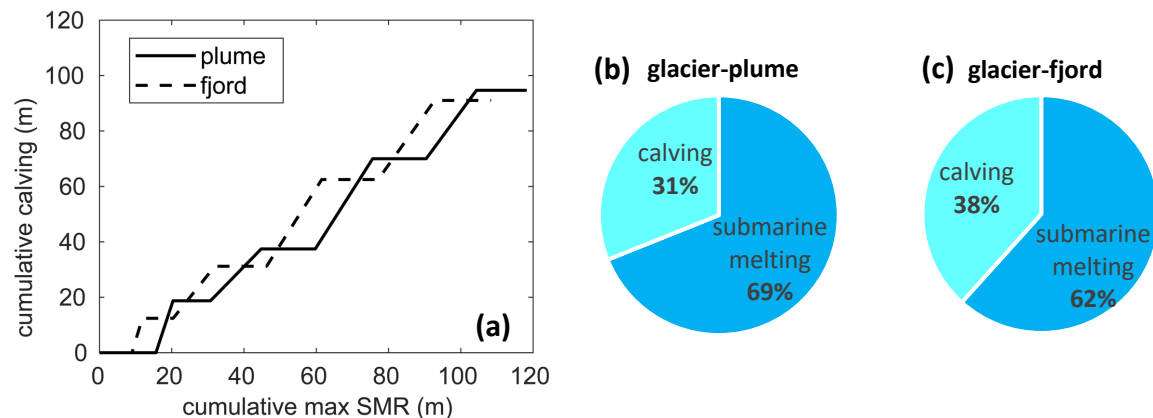 120
100
80
60
40
20
0
cumulative calving (m)
plume
fjord
(a)
0 20 40 60 80 100 120
cumulative max SMR (m)
(b) glacier-plume
calving
31%
submarine
melting
69%
(c) glacier-fjord
calving
38%
submarine
melting
62%